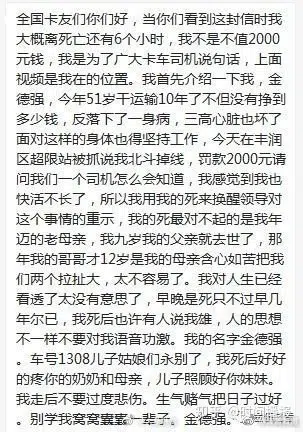 全国卡友们你们好，当你们看到这封信时我
大概离死亡还有6个小时，我不是不值2000
元钱，我是为了广大卡车司机说句话，上面
视频是我在的位置。我首先介绍一下我，金
德强，今年51岁干运输10年了不但没有挣到
多少钱，反落下了一身病，三高心脏也坏了
面对这样的身体也得坚持工作，今天在丰润
区超限站被抓说我北斗掉线，罚款2000元请
问我们一个司机怎么会知道，我感觉到我也
快活不长了，所以我用我的死来换醒领导对
这个事情的重示，我的死最对不起的是我年
迈的老母亲，我九岁我的父亲就去世了，那
年我的哥哥才12岁是我的母亲含心如苦把我
们两个拉扯大，太不容易了。我对人生已经
看透了太没有意思了，早晚是死只不过早几
年尔已，我死后也许有人说我雄，人的思想
不一样不要对我语音功激。我的名字金德
强。车号1308儿子姑娘们永别了，我死后好好
的疼你的奶奶和母亲，儿子照顾好你妹妹。
我走后不要过度悲伤。生气赌气把日子过好。
别学我窝窝囊囊一辈子。金德强。